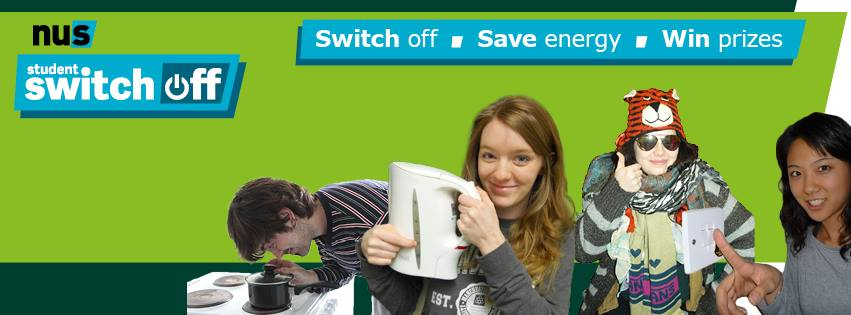 nus
student
switch off
Switch off ▪ Save energy ▪ Win prizes
EST.